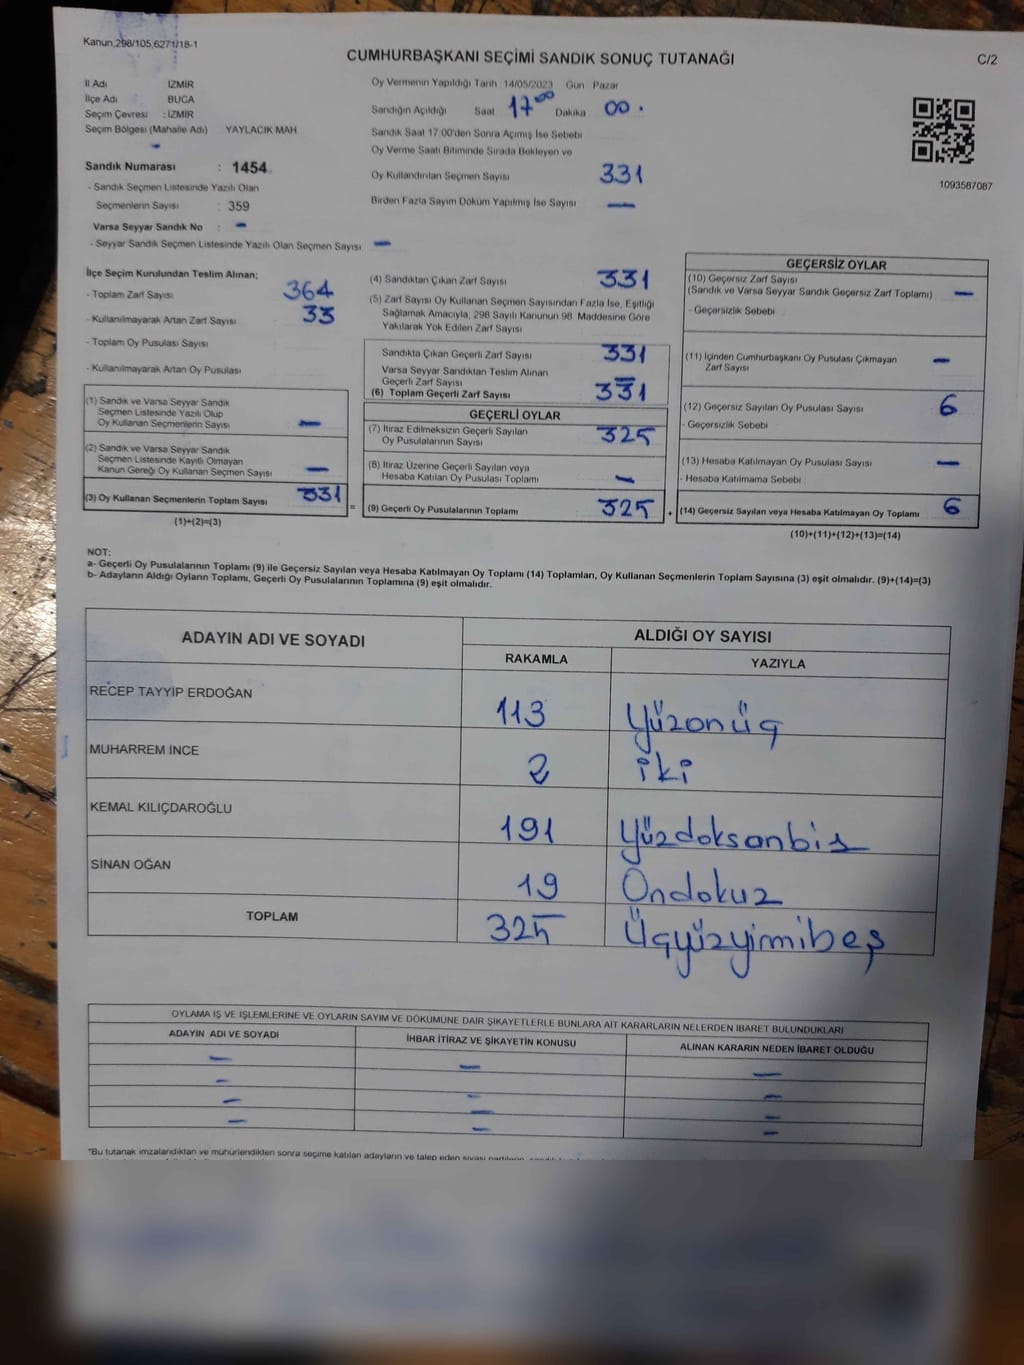 Kanun,298/105,6271/18-1
CUMHURBAŞKANI SEÇİMİ SANDIK SONUÇ TUTANAĞI
C/2
İl Adı İZMİR
İlçe Adı BUCA
Seçim Çevresi : İZMİR
Seçim Bölgesi (Mahalle Adı) YAYLACIK MAH
-
Sandık Numarası : 1454
- Sandık Seçmen Listesinde Yazılı Olan
Seçmenlerin Sayısı : 359
Varsa Seyyar Sandık No : -
- Seyyar Sandık Seçmen Listesinde Yazılı Olan Seçmen Sayısı -
Oy Vermenin Yapıldığı Tarih 14/05/2023 Gün Pazar
Sandığın Açıldığı Saat 17⁰⁰ Dakika 00.
Sandık Saat 17:00'den Sonra Açımış İse Sebebi
Oy Verme Saati Bitiminde Sırada Bekleyen ve
Oy Kullandırılan Seçmen Sayısı 331
Birden Fazla Sayım Döküm Yapılmış İse Sayısı -
1093587087
İlçe Seçim Kurulundan Teslim Alınan;
- Toplam Zarf Sayısı 364
- Kullanılmayarak Artan Zarf Sayısı 33
- Toplam Oy Pusulası Sayısı
- Kullanılmayarak Artan Oy Pusulası
(1) Sandık ve Varsa Seyyar Sandık
Seçmen Listesinde Yazılı Olup
Oy Kullanan Seçmenlerin Sayısı -
(2) Sandık ve Varsa Seyyar Sandık
Seçmen Listesinde Kayıtlı Olmayan
Kanun Gereği Oy Kullanan Seçmen Sayısı -
(3) Oy Kullanan Seçmenlerin Toplam Sayısı 331
(1)+(2)=(3)
(4) Sandıktan Çıkan Zarf Sayısı 331
(5) Zarf Sayısı Oy Kullanan Seçmen Sayısından Fazla İse, Eşitliği
Sağlamak Amacıyla, 298 Sayılı Kanunun 98. Maddesine Göre
Yakılarak Yok Edilen Zarf Sayısı
Sandıkta Çıkan Geçerli Zarf Sayısı 331
Varsa Seyyar Sandıktan Teslim Alınan
Geçerli Zarf Sayısı -
(6) Toplam Geçerli Zarf Sayısı 331
GEÇERLİ OYLAR
(7) İtiraz Edilmeksizin Geçerli Sayılan
Oy Pusulalarının Sayısı 325
(8) İtiraz Üzerine Geçerli Sayılan veya
Hesaba Katılan Oy Pusulası Toplamı -
=
(9) Geçerli Oy Pusulalarının Toplamı 325
+
GEÇERSİZ OYLAR
(10) Geçersiz Zarf Sayısı
(Sandık ve Varsa Seyyar Sandık Geçersiz Zarf Toplamı) -
- Geçersizlik Sebebi
(11) İçinden Cumhurbaşkanı Oy Pusulası Çıkmayan
Zarf Sayısı -
(12) Geçersiz Sayılan Oy Pusulası Sayısı 6
- Geçersizlik Sebebi
(13) Hesaba Katılmayan Oy Pusulası Sayısı -
- Hesaba Katılmama Sebebi
(14) Geçersiz Sayılan veya Hesaba Katılmayan Oy Toplamı 6
(10)+(11)+(12)+(13)=(14)
NOT:
a- Geçerli Oy Pusulalarının Toplamı (9) ile Geçersiz Sayılan veya Hesaba Katılmayan Oy Toplamı (14) Toplamları, Oy Kullanan Seçmenlerin Toplam Sayısına (3) eşit olmalıdır. (9)+(14)=(3)
b- Adayların Aldığı Oyların Toplamı, Geçerli Oy Pusulalarının Toplamına (9) eşit olmalıdır.
ADAYIN ADI VE SOYADI ALDIĞI OY SAYISI
RAKAMLA YAZIYLA
RECEP TAYYİP ERDOĞAN 113 Yüzonüç
MUHARREM İNCE 2 iki
KEMAL KILIÇDAROĞLU 191 Yüzdoksanbir
SİNAN OĞAN 19 Ondokuz
TOPLAM 325 Üçyüzyirmibeş
OYLAMA İŞ VE İŞLEMLERİNE VE OYLARIN SAYIM VE DÖKÜMÜNE DAİR ŞİKAYETLERLE BUNLARA AİT KARARLARIN NELERDEN İBARET BULUNDUKLARI
ADAYIN ADI VE SOYADI İHBAR İTİRAZ VE ŞİKAYETİN KONUSU ALINAN KARARIN NEDEN İBARET OLDUĞU
- - -
- - -
- - -
- - -
*Bu tutanak imzalandıktan ve mühürlendikten sonra seçime katılan adayların ve talep eden siyasi partilerin